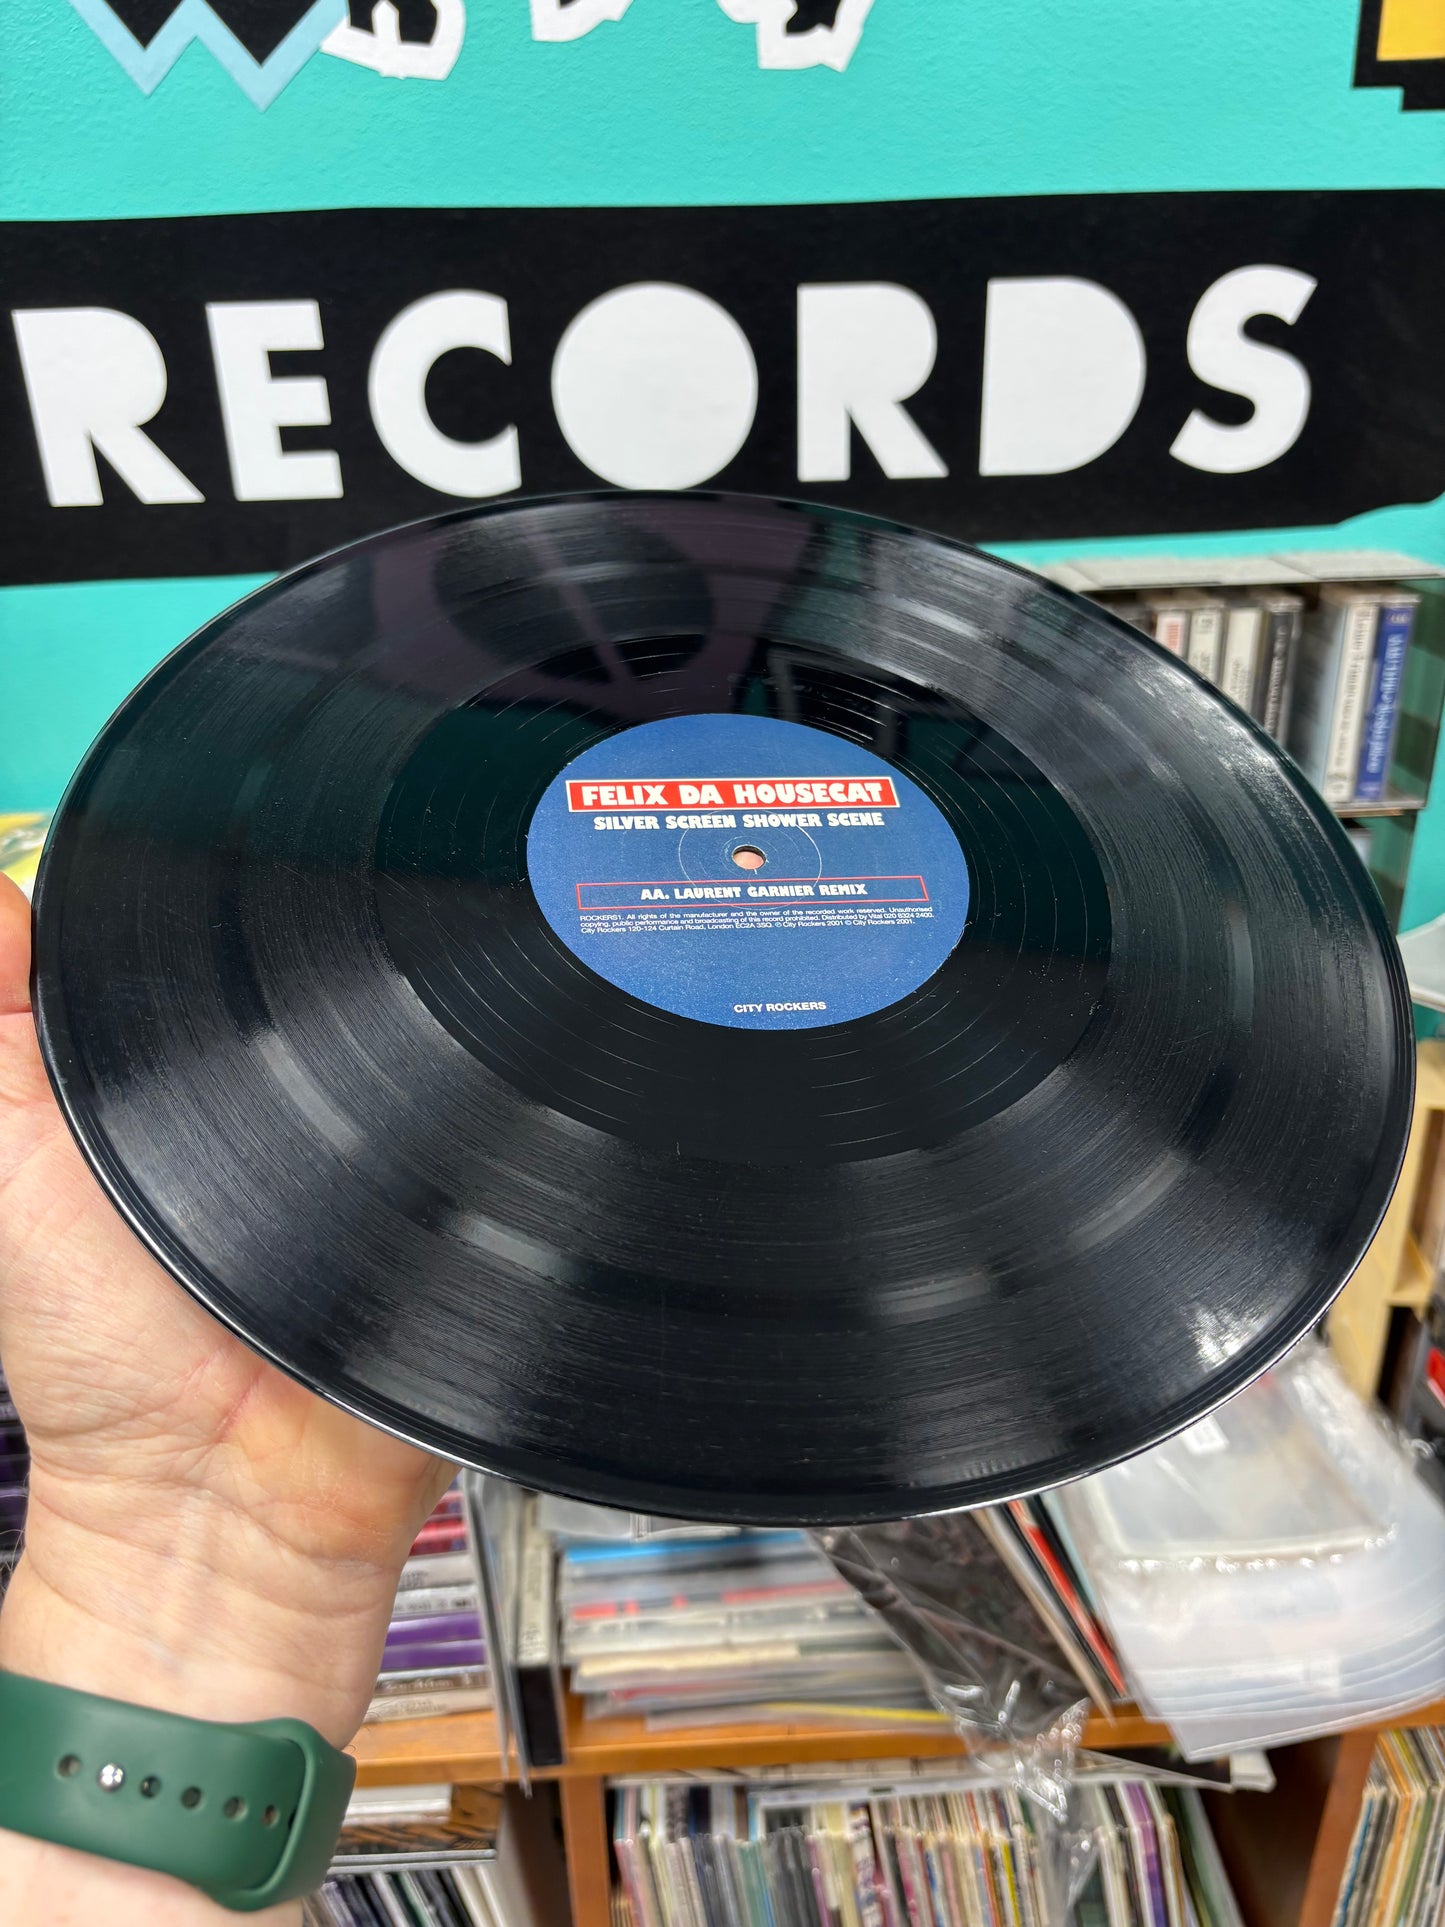 RECORDS
FELIX DA HOUSECAT
SILVER SCREEN SHOWER SCENE
AA. LAURENT GARNIER REMIX
ROCKERS1. All rights of the manufacturer and the owner of the recorded work reserved. Unauthorised
copying, public performance and broadcasting of this record prohibited. Distributed by Vital 020 8324 2400.
City Rockers 120-124 Curtain Road, London EC2A 3SQ. ℗ City Rockers 2001 © City Rockers 2001.
CITY ROCKERS